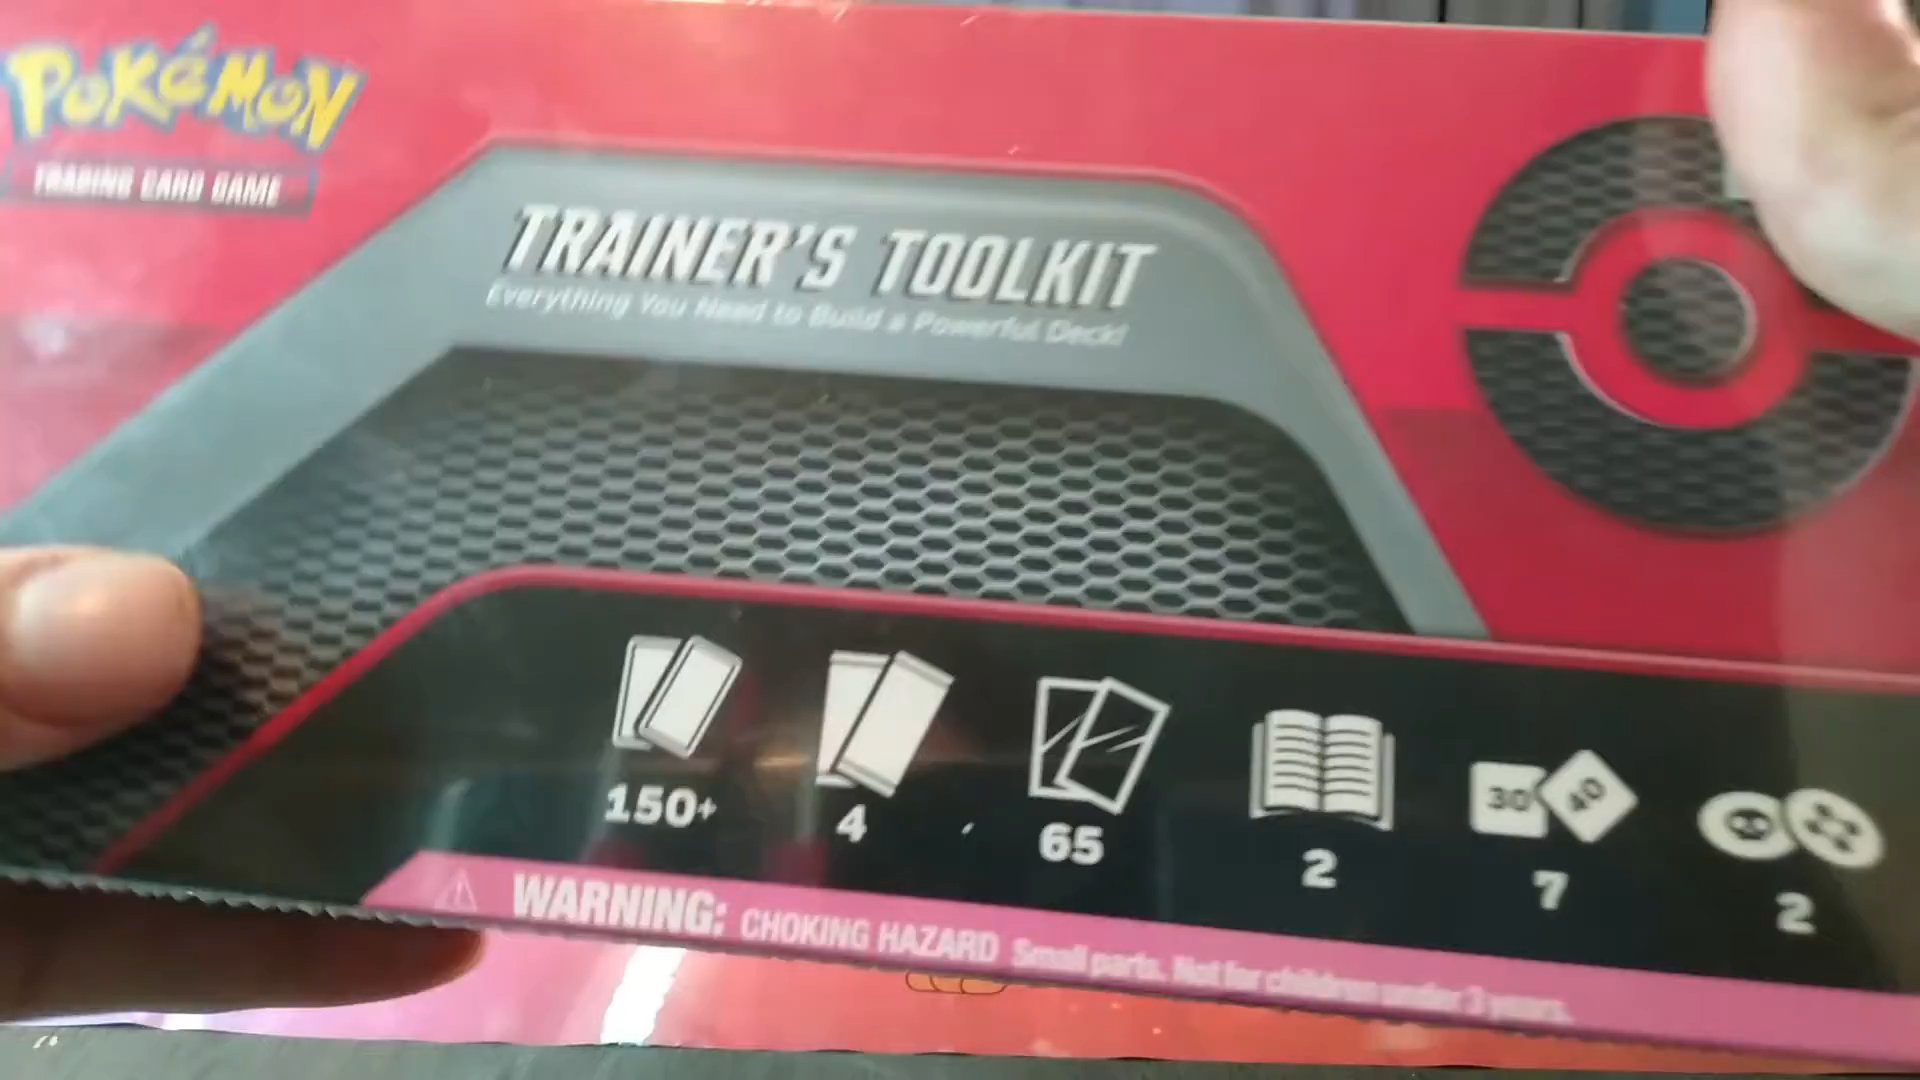 POKéMON
TRADING CARD GAME
TRAINER'S TOOLKIT
Everything You Need to Build a Powerful Deck!
30 40
150+ 4 65 2 7 2
WARNING: CHOKING HAZARD Small parts. Not for children under 3 years.